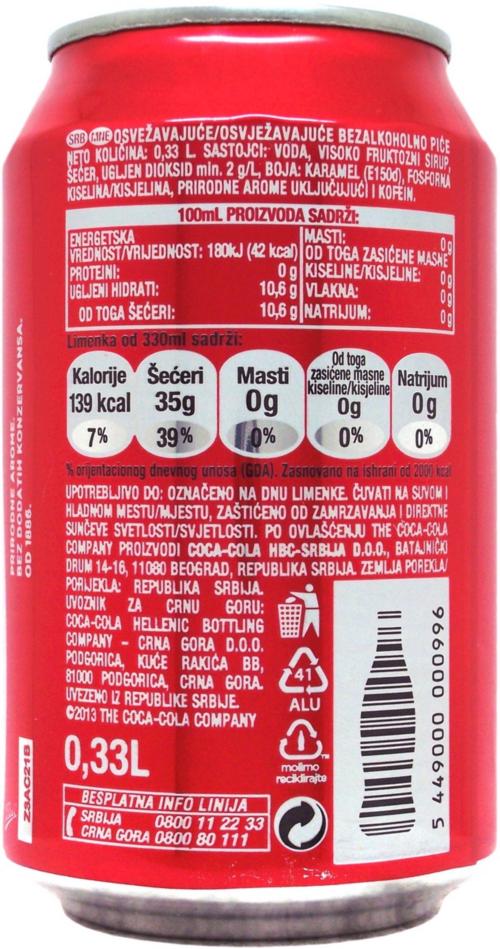 SRB MNE OSVEŽAVAJUĆE/OSVJEŽAVAJUĆE BEZALKOHOLNO PIĆE
NETO KOLIČINA: 0,33 L. SASTOJCI: VODA, VISOKO FRUKTOZNI SIRUP,
ŠEĆER, UGLJEN DIOKSID min. 2 g/L, BOJA: KARAMEL (E150d), FOSFORNA
KISELINA/KISJELINA, PRIRODNE AROME UKLJUČUJUĆI I KOFEIN.
100mL PROIZVODA SADRŽI:
ENERGETSKA
VREDNOST/VRIJEDNOST: 180kJ (42 kcal)
PROTEINI: 0 g
UGLJENI HIDRATI: 10,6 g
OD TOGA ŠEĆERI: 10,6 g
MASTI: 0g
OD TOGA ZASIĆENE MASNE
KISELINE/KISJELINE: 0g
VLAKNA: 0g
NATRIJUM: 0g
Limenka od 330ml sadrži:
Kalorije
139 kcal
7%
Šećeri
35g
39%
Masti
0g
0%
Od toga
zasićene masne
kiseline/kisjeline
0g
0%
Natrijum
0g
0%
% orijentacionog dnevnog unosa (GDA). Zasnovano na ishrani od 2000 kcal
UPOTREBLJIVO DO: OZNAČENO NA DNU LIMENKE. ČUVATI NA SUVOM I
HLADNOM MESTU/MJESTU, ZAŠTIĆENO OD ZAMRZAVANJA I DIREKTNE
SUNČEVE SVETLOSTI/SVJETLOSTI. PO OVLAŠĆENJU THE COCA-COLA
COMPANY PROIZVODI COCA-COLA HBC-SRBIJA D.O.O., BATAJNIČKI
DRUM 14-16, 11080 BEOGRAD, REPUBLIKA SRBIJA. ZEMLJA POREKLA/
PORIJEKLA: REPUBLIKA SRBIJA.
UVOZNIK ZA CRNU GORU:
COCA-COLA HELLENIC BOTTLING
COMPANY – CRNA GORA D.O.O.
PODGORICA, KUĆE RAKIĆA BB,
81000 PODGORICA, CRNA GORA.
UVEZENO IZ REPUBLIKE SRBIJE.
©2013 THE COCA-COLA COMPANY
0,33L
BESPLATNA INFO LINIJA
SRBIJA 0800 11 22 33
CRNA GORA 0800 80 111
41
ALU
molimo
reciklirajte
5 449000 000996
PRIRODNE AROME.
BEZ DODATIH KONZERVANSA.
OD 1886.
Z3AC21B